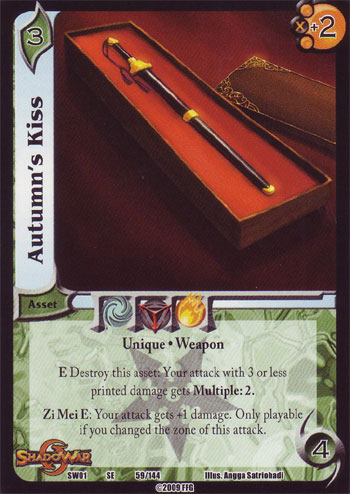 3
+2
Autumn's Kiss
Asset
Unique • Weapon
E Destroy this asset: Your attack with 3 or less
printed damage gets Multiple: 2.
Zi Mei E: Your attack gets +1 damage. Only playable
if you changed the zone of this attack.
4
SHADOWAR
SW01 SE 59/144 Illus. Angga Satriohadi
©2009 FFG